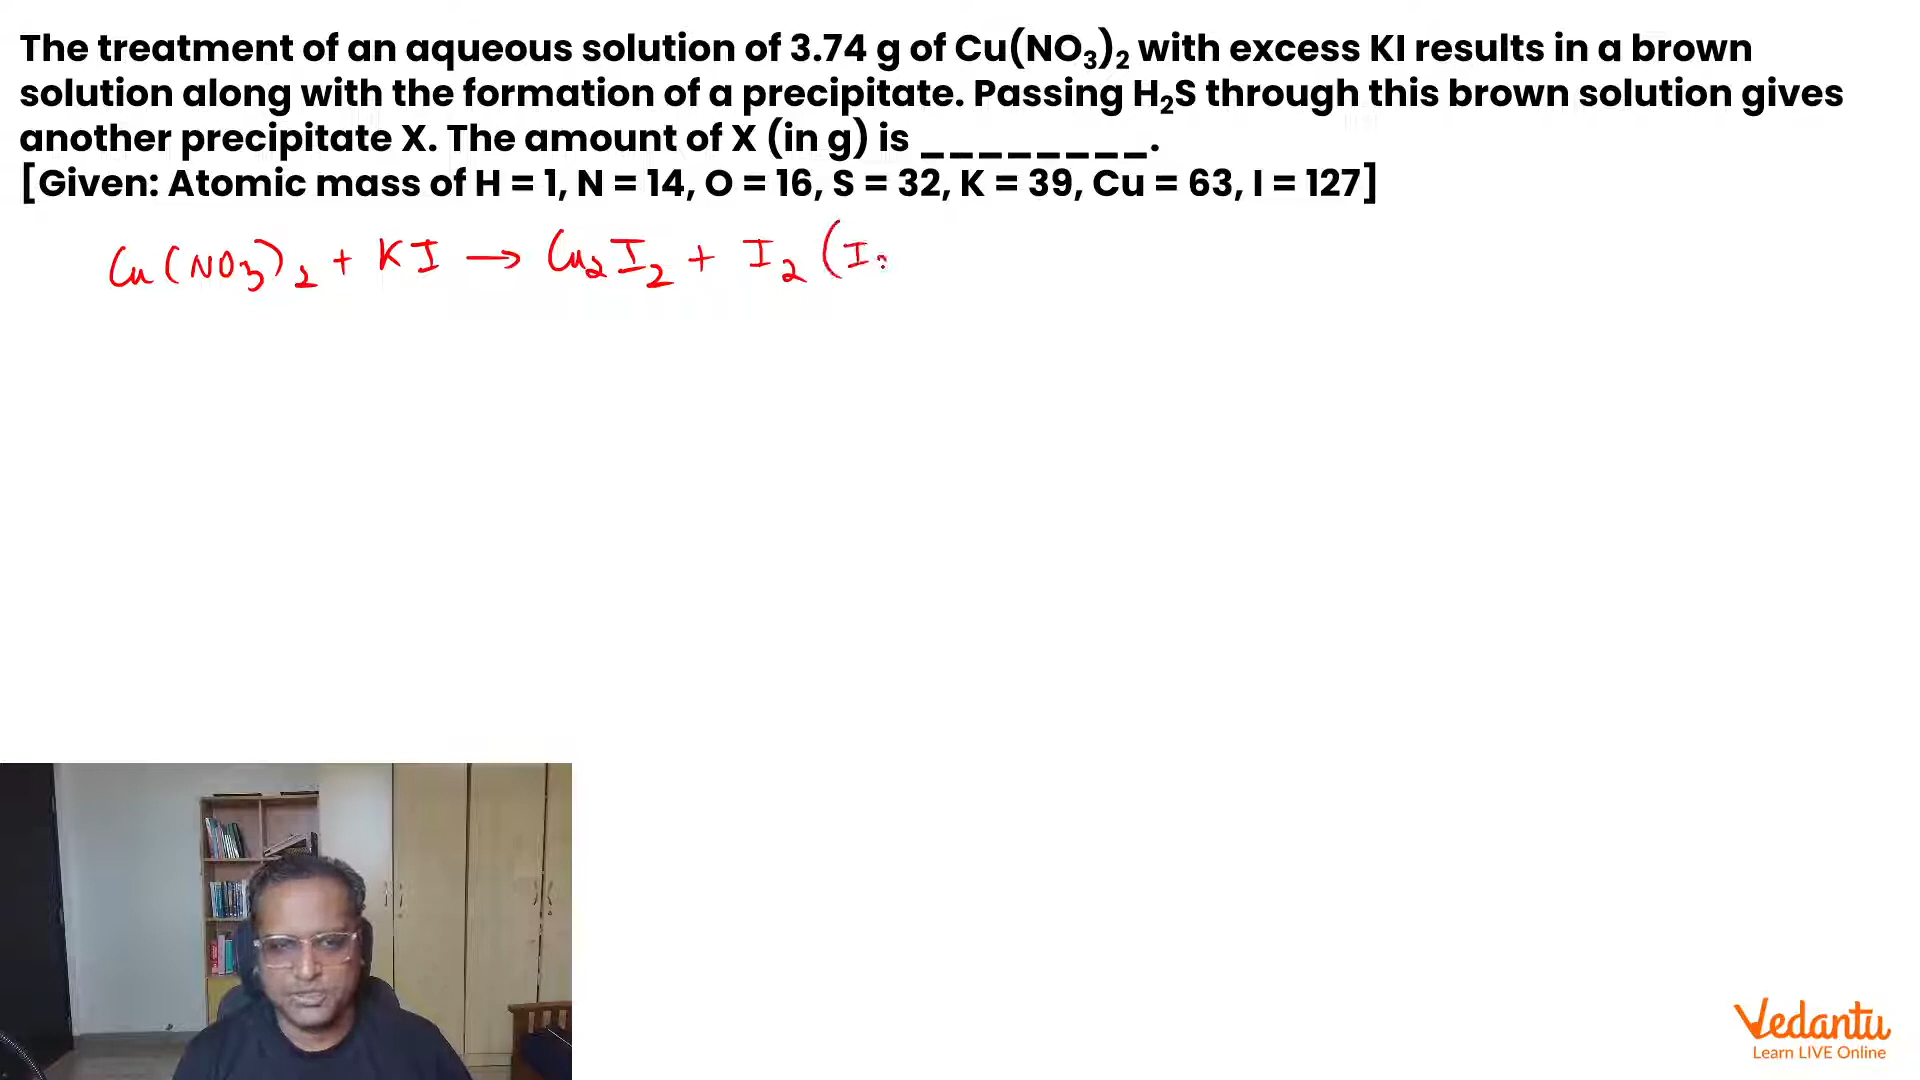 The treatment of an aqueous solution of 3.74 g of Cu(NO₃)₂ with excess KI results in a brown
solution along with the formation of a precipitate. Passing H₂S through this brown solution gives
another precipitate X. The amount of X (in g) is ________.
[Given: Atomic mass of H = 1, N = 14, O = 16, S = 32, K = 39, Cu = 63, I = 127]
Cu(NO3)₂ + KI → Cu₂I₂ + I₂ (I
Vedantu
Learn LIVE Online